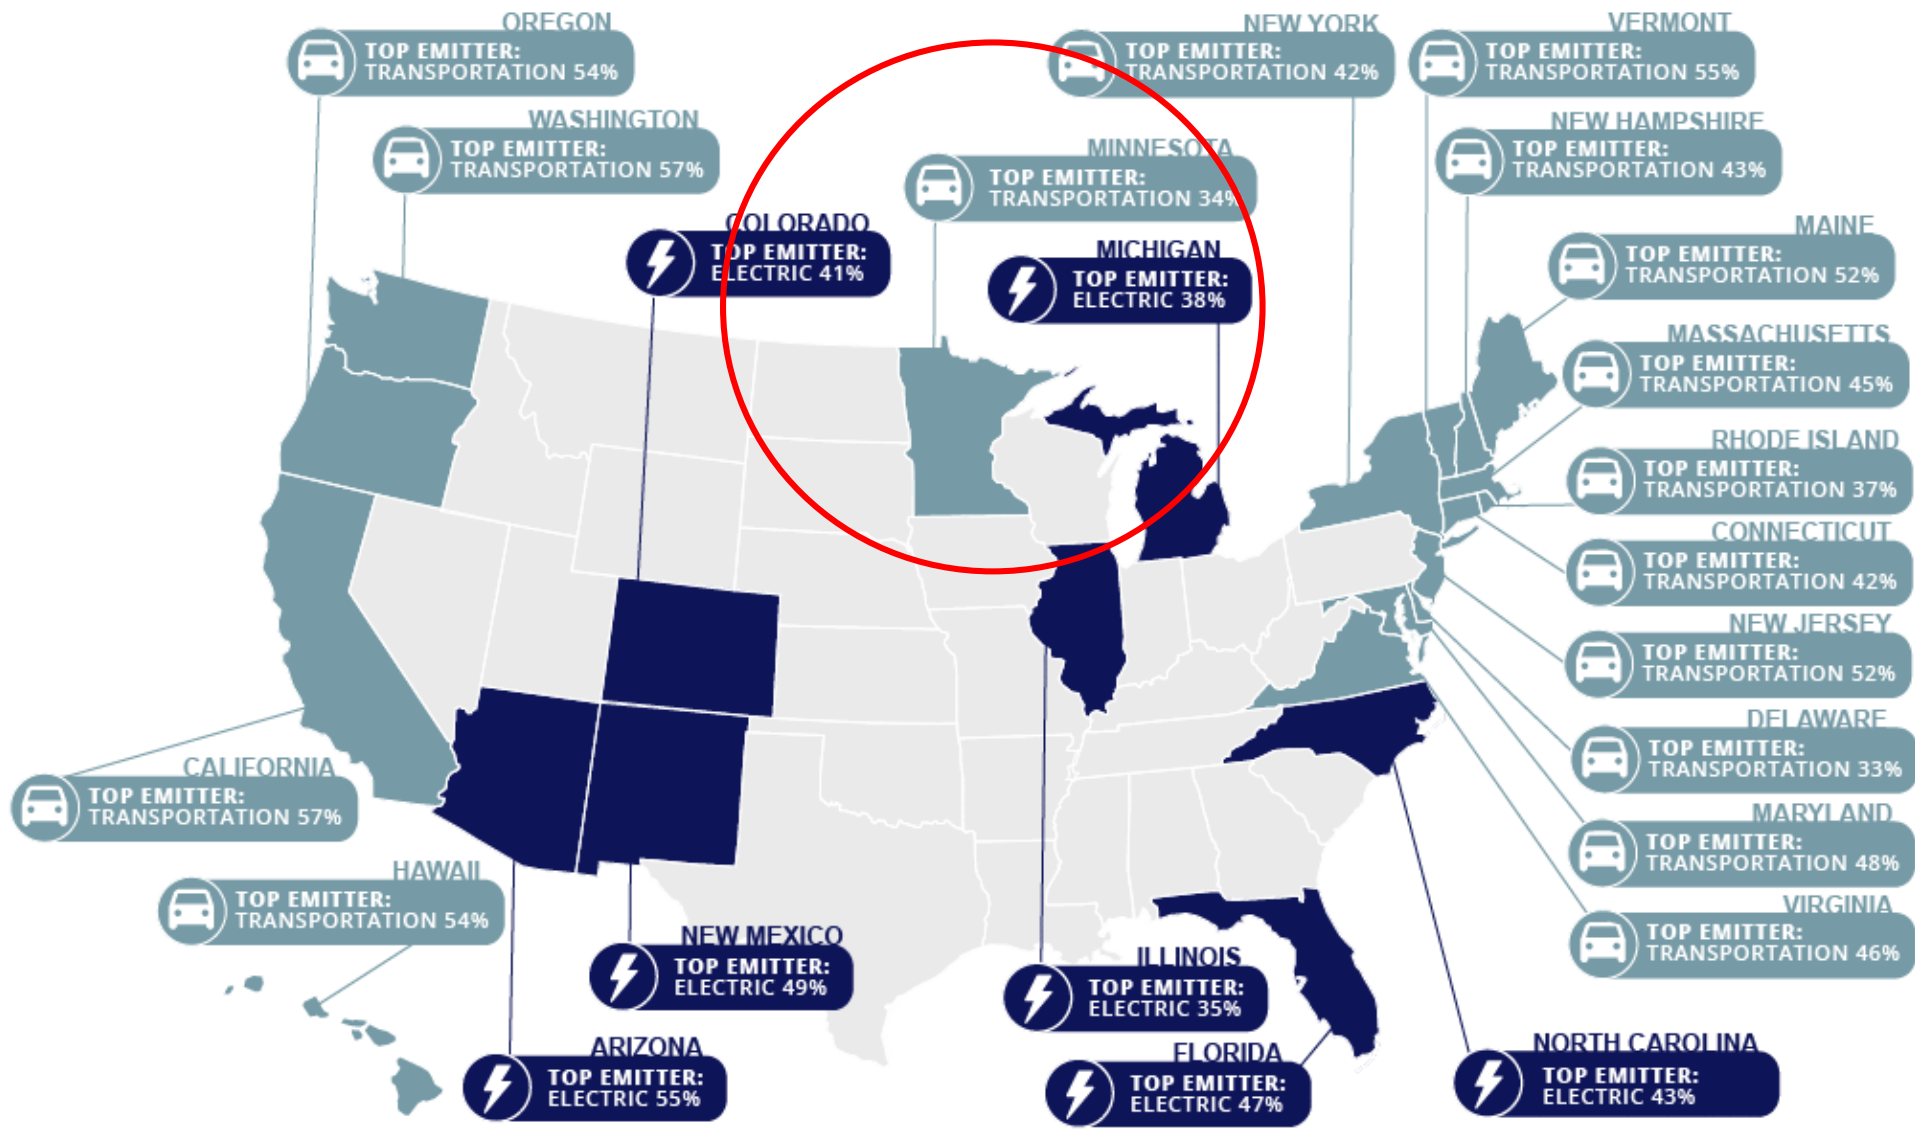 OREGON
TOP EMITTER:
TRANSPORTATION 54%
NEW YORK
TOP EMITTER:
TRANSPORTATION 42%
VERMONT
TOP EMITTER:
TRANSPORTATION 55%
WASHINGTON
TOP EMITTER:
TRANSPORTATION 57%
MINNESOTA
TOP EMITTER:
TRANSPORTATION 34%
NEW HAMPSHIRE
TOP EMITTER:
TRANSPORTATION 43%
COLORADO
TOP EMITTER:
ELECTRIC 41%
MICHIGAN
TOP EMITTER:
ELECTRIC 38%
MAINE
TOP EMITTER:
TRANSPORTATION 52%
MASSACHUSETTS
TOP EMITTER:
TRANSPORTATION 45%
RHODE ISLAND
TOP EMITTER:
TRANSPORTATION 37%
CONNECTICUT
TOP EMITTER:
TRANSPORTATION 42%
NEW JERSEY
TOP EMITTER:
TRANSPORTATION 52%
DELAWARE
TOP EMITTER:
TRANSPORTATION 33%
CALIFORNIA
TOP EMITTER:
TRANSPORTATION 57%
MARYLAND
TOP EMITTER:
TRANSPORTATION 48%
HAWAII
TOP EMITTER:
TRANSPORTATION 54%
VIRGINIA
TOP EMITTER:
TRANSPORTATION 46%
NEW MEXICO
TOP EMITTER:
ELECTRIC 49%
ILLINOIS
TOP EMITTER:
ELECTRIC 35%
ARIZONA
TOP EMITTER:
ELECTRIC 55%
FLORIDA
TOP EMITTER:
ELECTRIC 47%
NORTH CAROLINA
TOP EMITTER:
ELECTRIC 43%